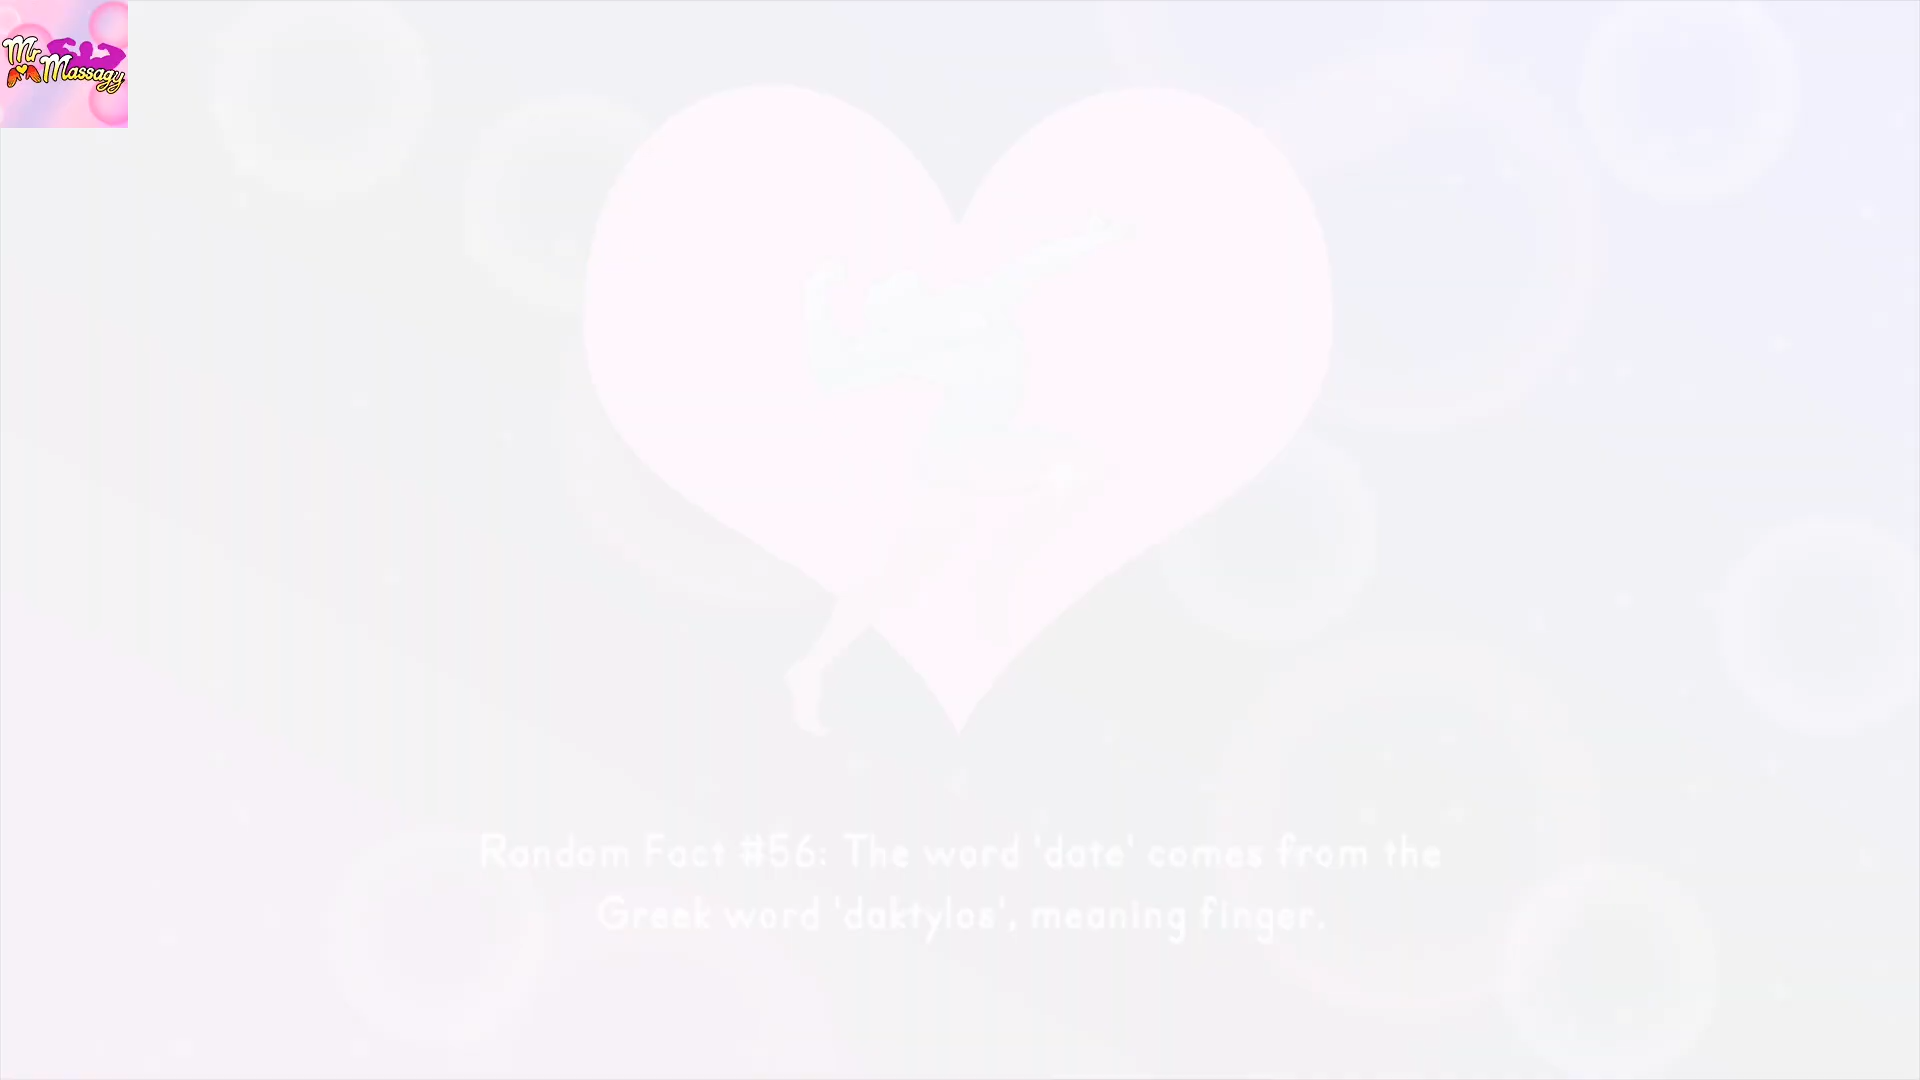 Mr
Massagy
Random Fact #56: The word 'date' comes from the
Greek word 'daktylos', meaning finger.